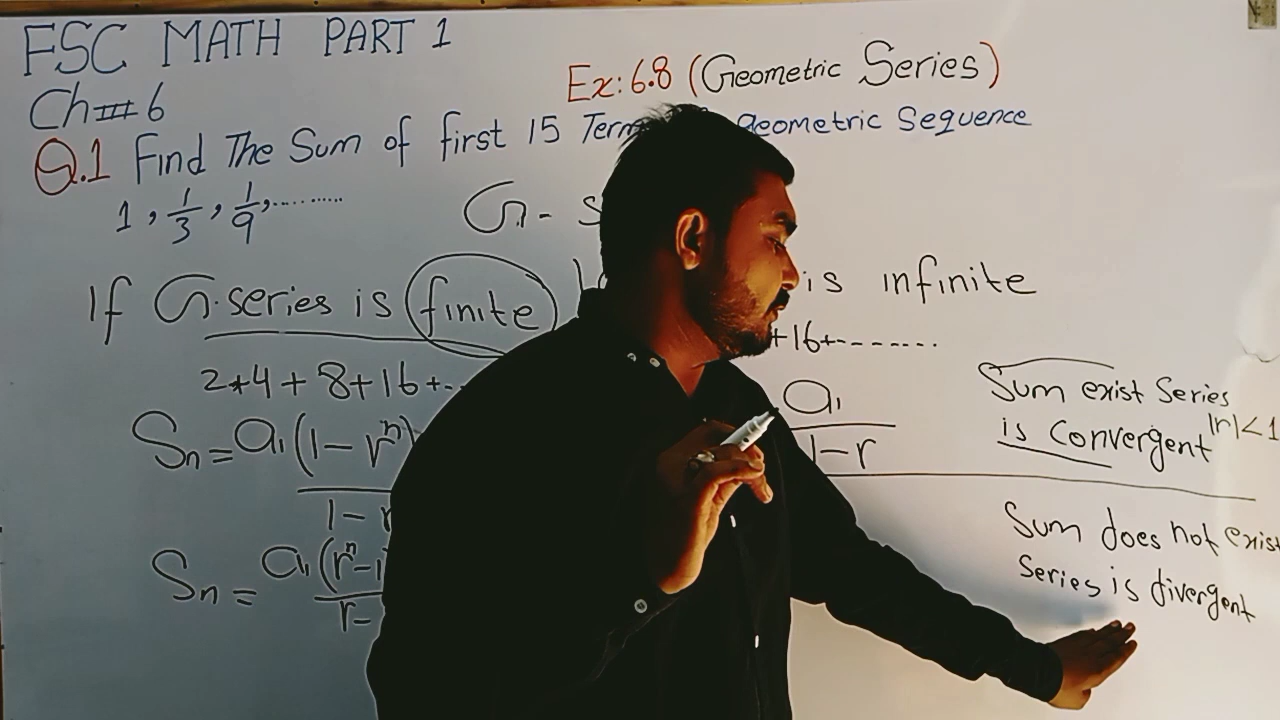 FSC MATH PART 1
Ch # 6
Ex: 6.8 (Geometric Series)
Q.1 Find The Sum of first 15 Term Geometric Sequence
1, 1/3, 1/9, ..........
G - s
If G.series is finite
is infinite
2+4+8+16+..
+16+-------
Sn = a1(1-r^n)
1-r
a1
1-r
Sum exist Series
is convergent |r|<1
Sn = a1(r^n-1
r-
Sum does not exist
Series is divergent